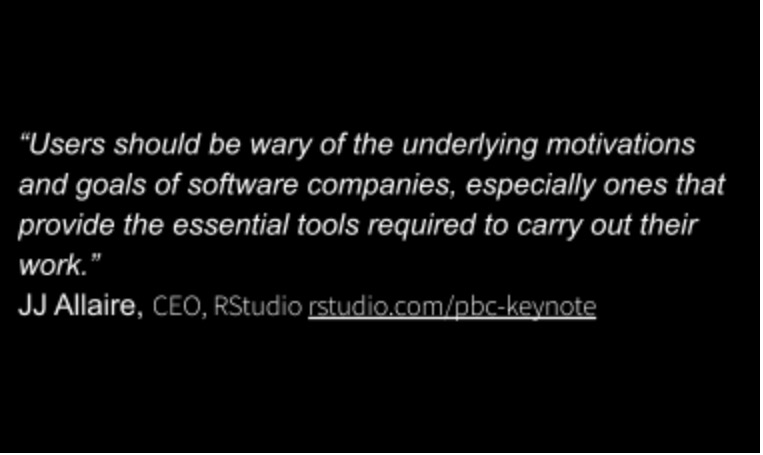 “Users should be wary of the underlying motivations
and goals of software companies, especially ones that
provide the essential tools required to carry out their
work.”
JJ Allaire, CEO, RStudio rstudio.com/pbc-keynote